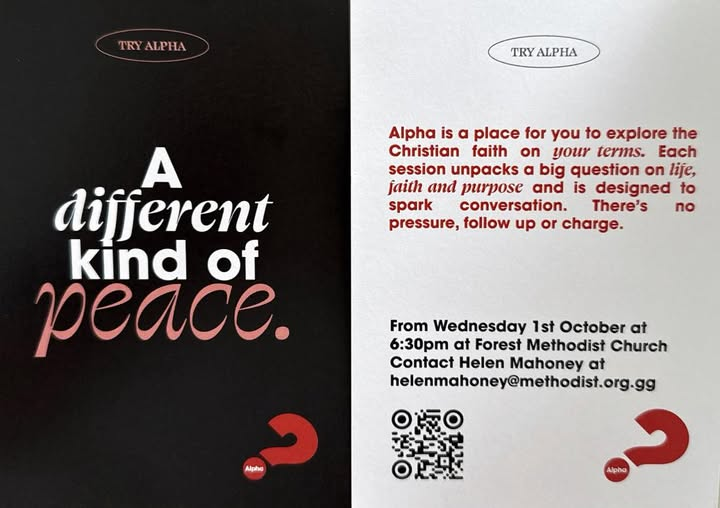 TRY ALPHA
A
different
kind of
peace.
Alpha
TRY ALPHA
Alpha is a place for you to explore the
Christian faith on your terms. Each
session unpacks a big question on life,
faith and purpose and is designed to
spark conversation. There's no
pressure, follow up or charge.
From Wednesday 1st October at
6:30pm at Forest Methodist Church
Contact Helen Mahoney at
helenmahoney@methodist.org.gg
Alpha